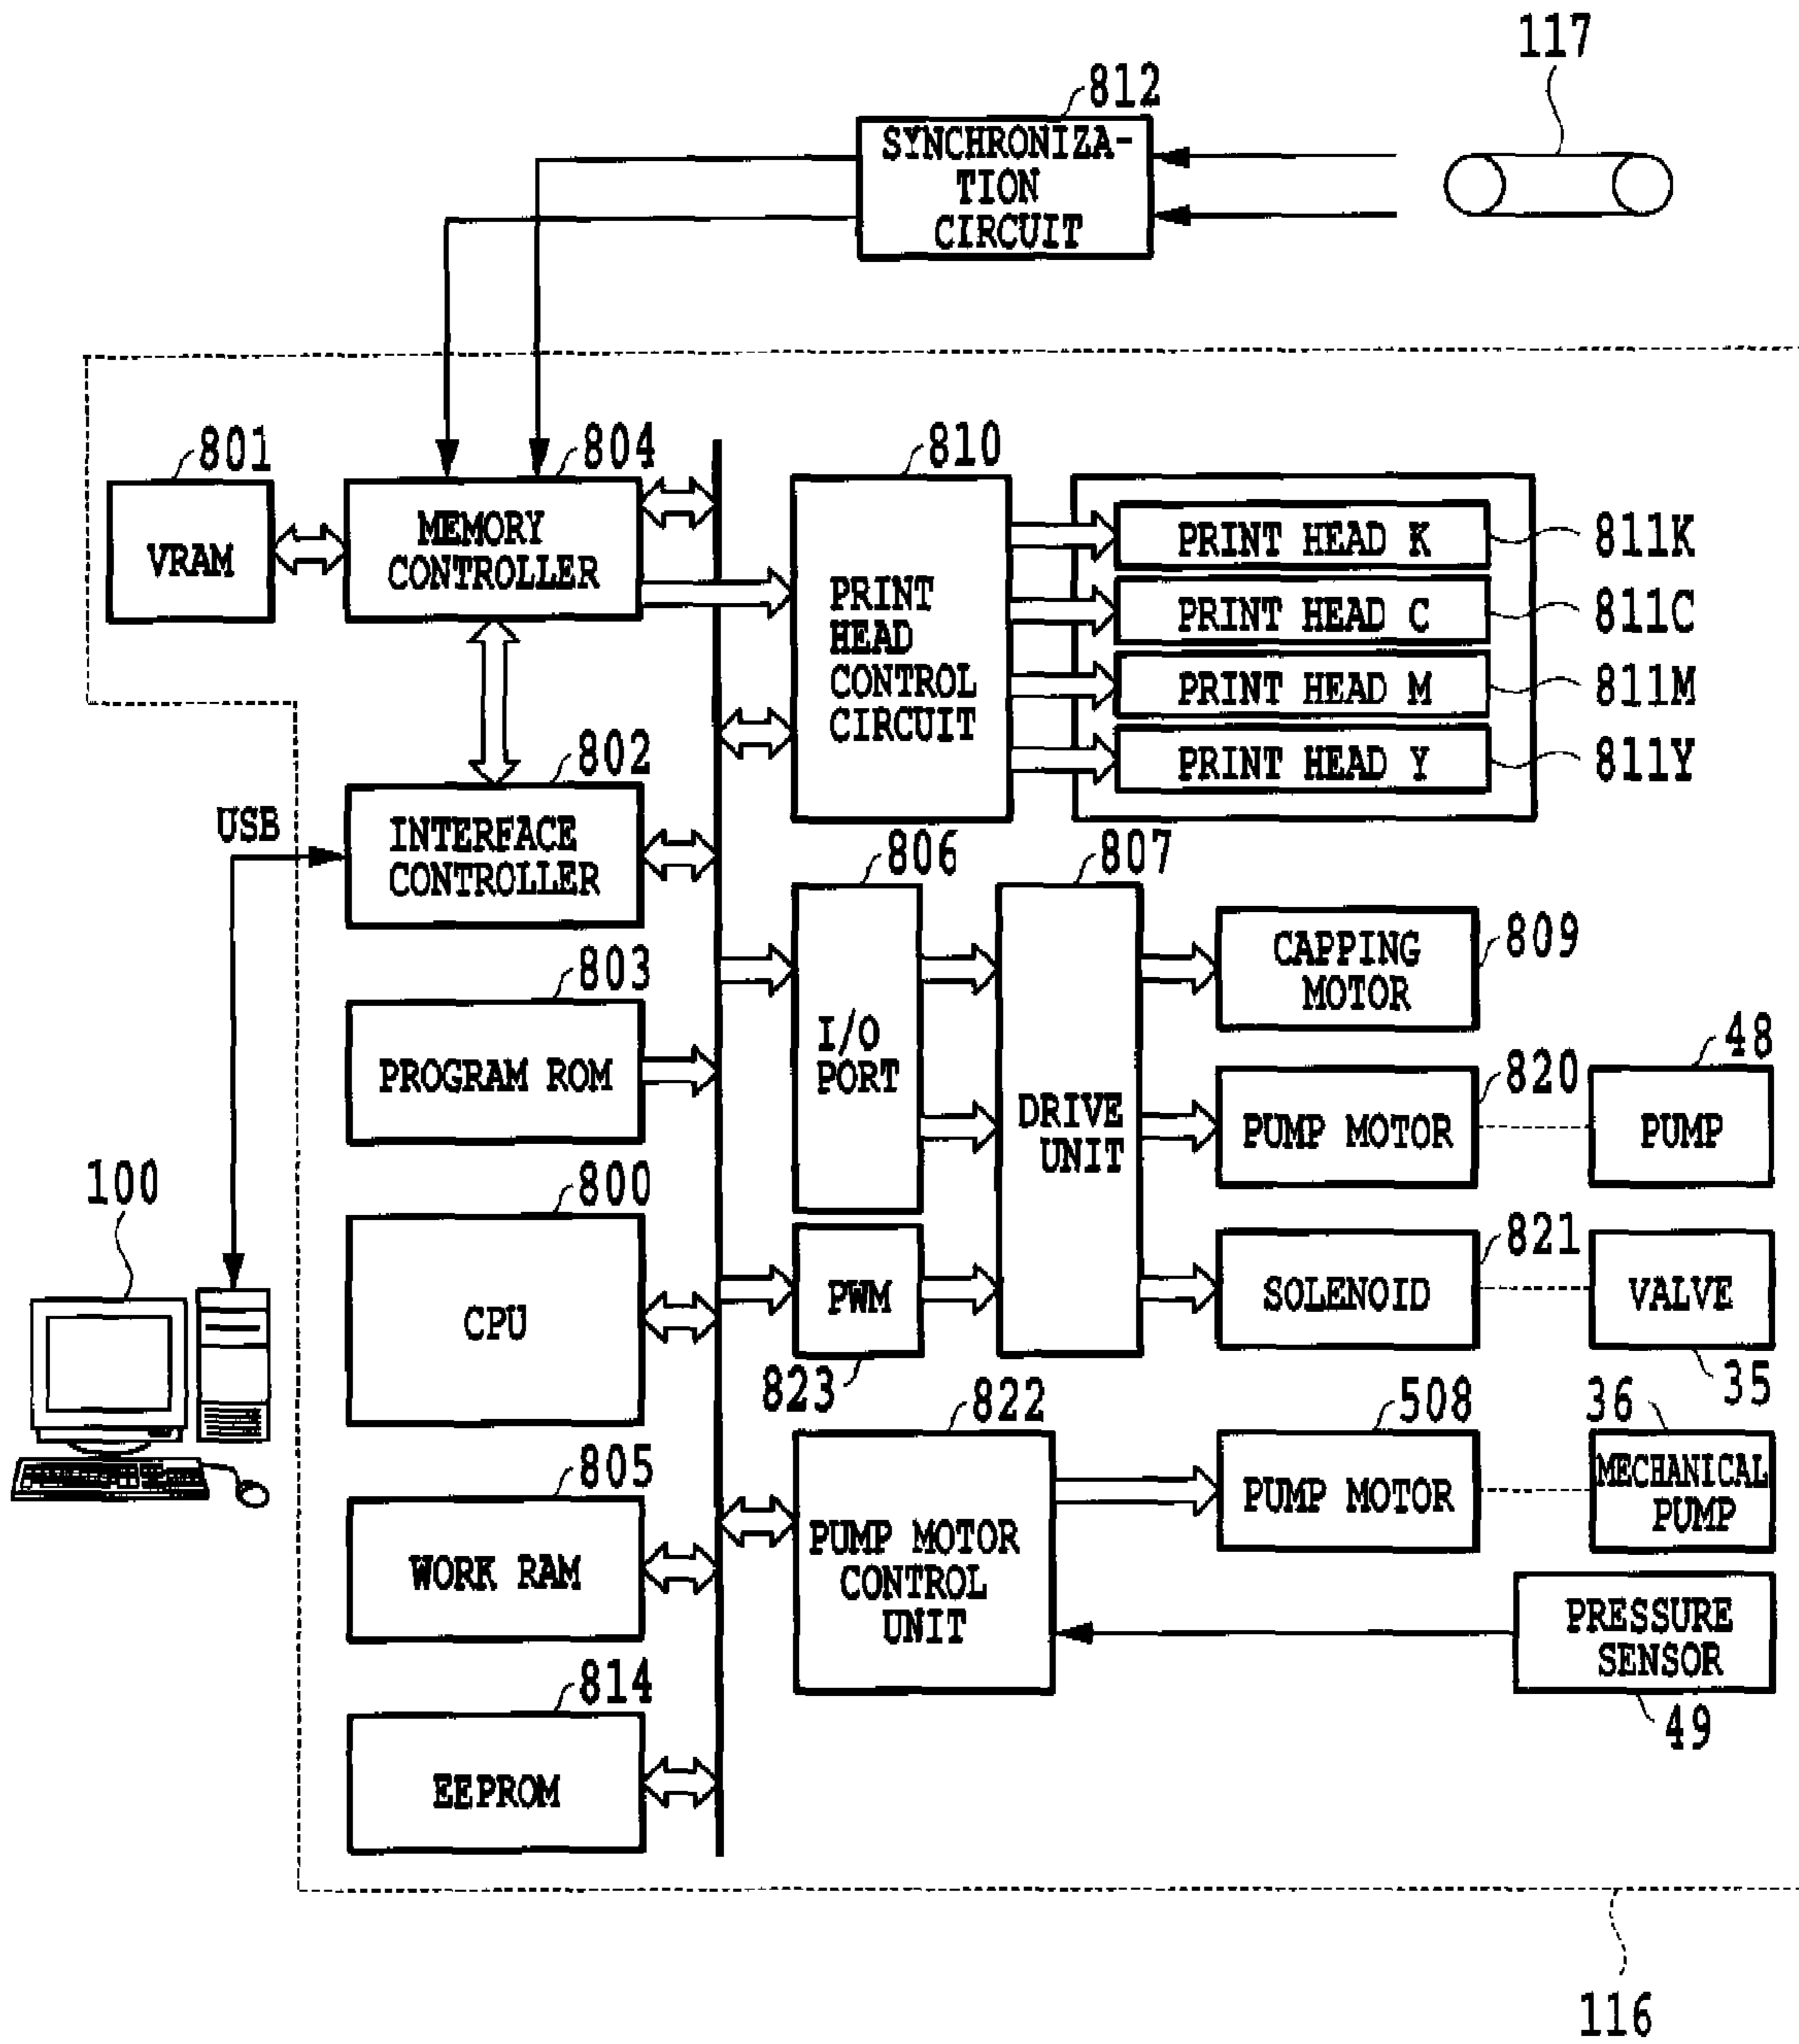 117
812
SYNCHRONIZA-
TION
CIRCUIT
801
804
810
VRAM
MEMORY
CONTROLLER
PRINT
HEAD
CONTROL
CIRCUIT
PRINT HEAD K
811K
PRINT HEAD C
811C
PRINT HEAD M
811M
PRINT HEAD Y
811Y
802
USB
INTERFACE
CONTROLLER
806
807
I/O
PORT
DRIVE
UNIT
CAPPING
MOTOR
809
803
PROGRAM ROM
820
PUMP MOTOR
48
PUMP
100
800
CPU
PWM
823
821
SOLENOID
VALVE
35
822
508
36
PUMP MOTOR
MECHANICAL
PUMP
805
WORK RAM
PUMP MOTOR
CONTROL
UNIT
PRESSURE
SENSOR
49
814
EEPROM
116